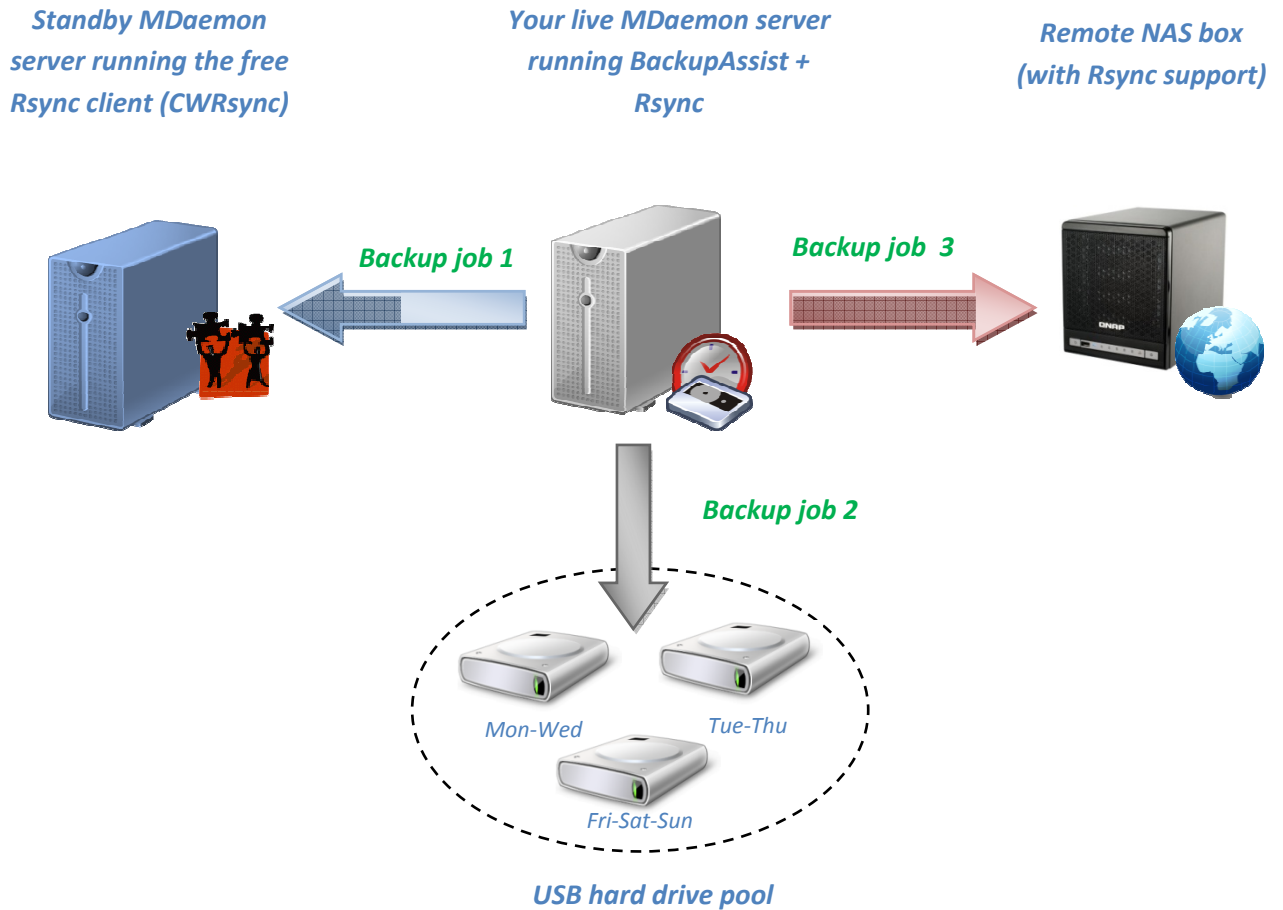 Standby MDaemon
server running the free
Rsync client (CWRsync)
Your live MDaemon server
running BackupAssist +
Rsync
Remote NAS box
(with Rsync support)
Backup job 1
Backup job  3
QNAP
Backup job 2
Mon-Wed
Tue-Thu
Fri-Sat-Sun
USB hard drive pool